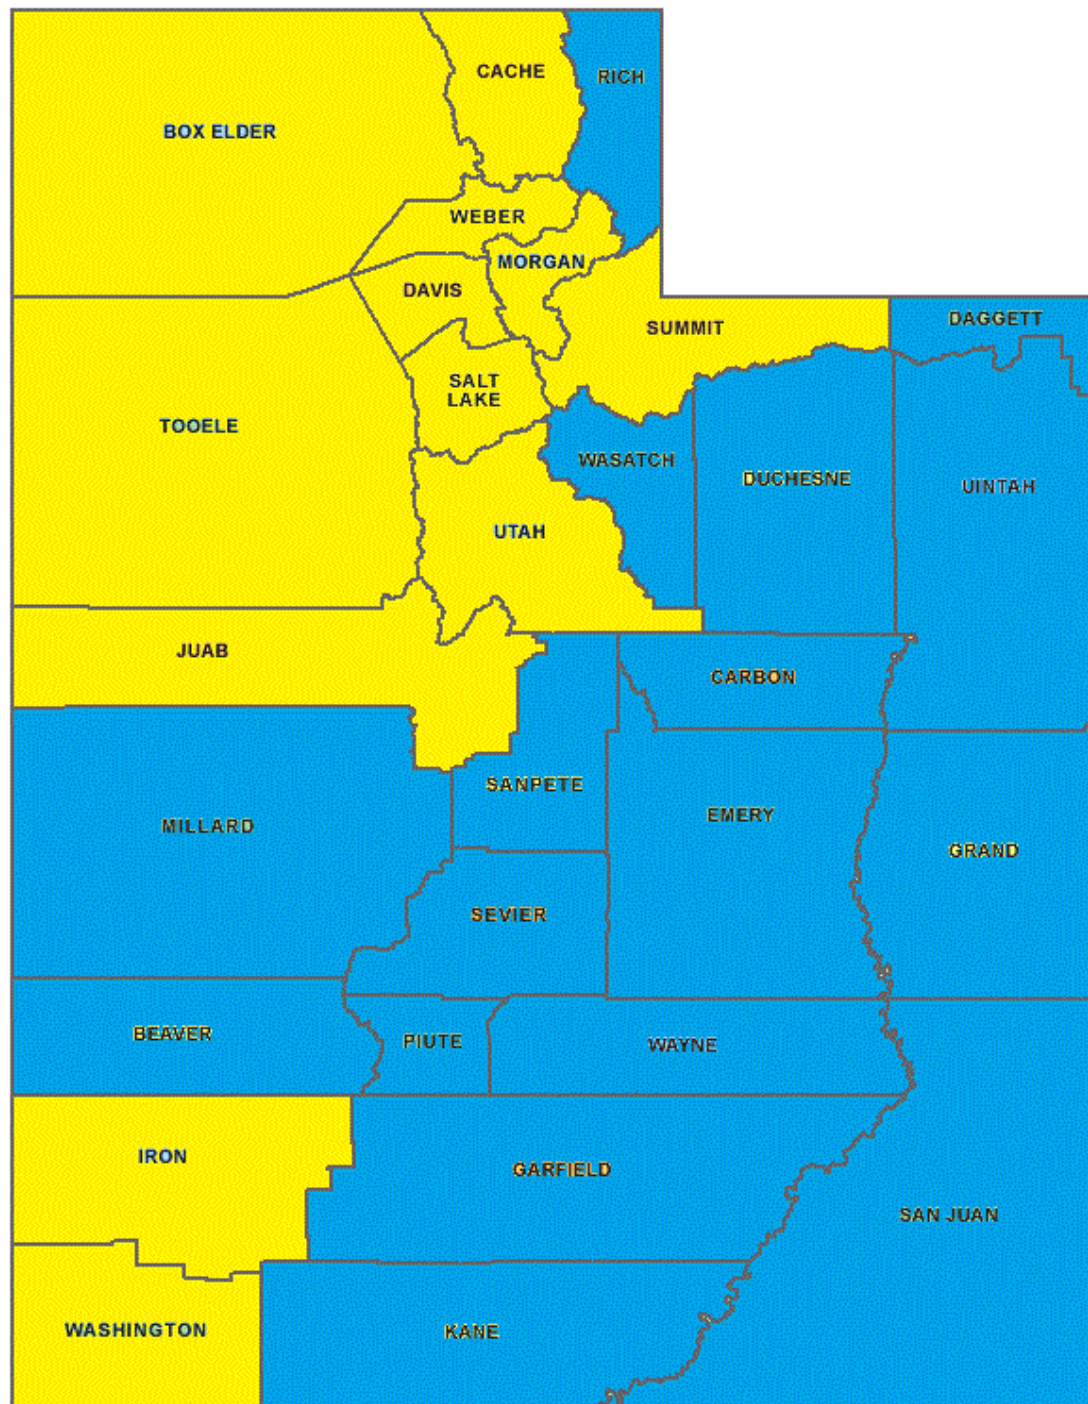 CACHE
RICH
BOX ELDER
WEBER
MORGAN
DAVIS
SUMMIT
DAGGETT
SALT
LAKE
TOOELE
WASATCH
DUCHESNE
UINTAH
UTAH
JUAB
CARBON
SANPETE
MILLARD
EMERY
GRAND
SEVIER
BEAVER
PIUTE
WAYNE
IRON
GARFIELD
SAN JUAN
WASHINGTON
KANE